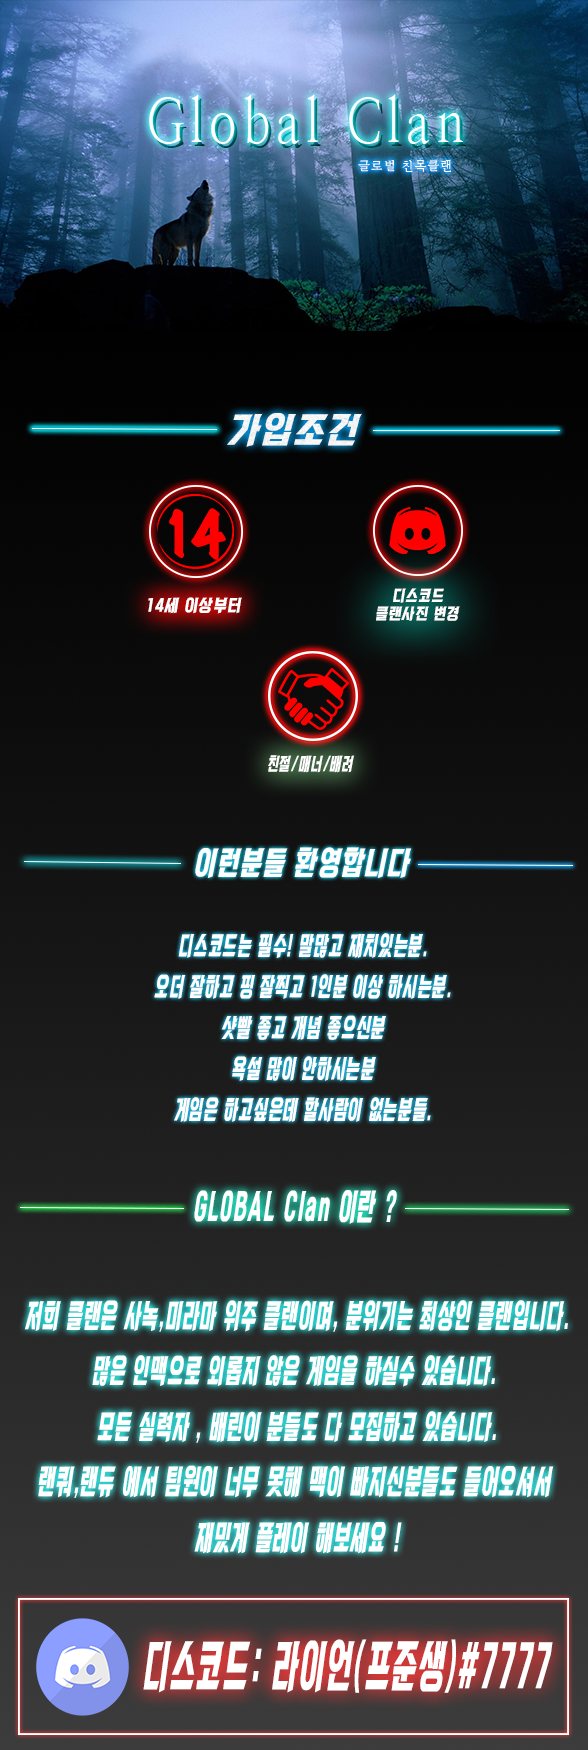 Global Clan
글로벌 친목클랜
가입조건
14
14세 이상부터
디스코드
클랜사진 변경
친절/매너/배려
이런분들 환영합니다
디스코드는 필수! 말많고 재치있는분.
오더 잘하고 핑 잘찍고 1인분 이상 하시는분.
샷빨 좋고 개념 좋으신분
욕설 많이 안하시는분
게임은 하고싶은데 할사람이 없는분들.
GLOBAL Clan 이란 ?
저희 클랜은 사녹,미라마 위주 클랜이며, 분위기는 최상인 클랜입니다.
많은 인맥으로 외롭지 않은 게임을 하실수 있습니다.
모든 실력자 , 배린이 분들도 다 모집하고 있습니다.
랜쿼,랜듀 에서 팀원이 너무 못해 맥이 빠지신분들도 들어오셔서
재밌게 플레이 해보세요 !
디스코드: 라이언(프준생)#7777